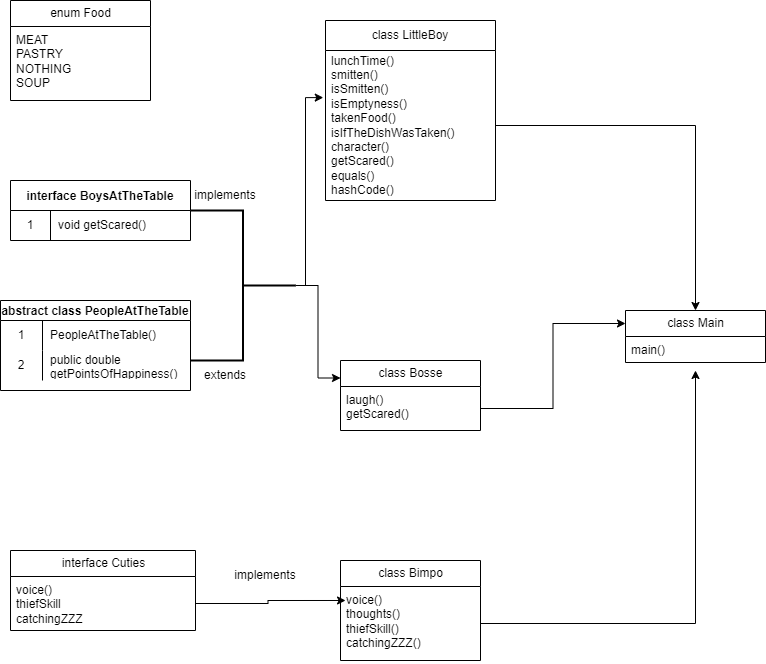 enum Food
MEAT
PASTRY
NOTHING
SOUP
class LittleBoy
lunchTime()
smitten()
isSmitten()
isEmptyness()
takenFood()
isIfTheDishWasTaken()
character()
getScared()
equals()
hashCode()
interface BoysAtTheTable
1 void getScared()
implements
abstract class PeopleAtTheTable
1 PeopleAtTheTable()
2 public double
getPointsOfHappiness()
extends
class Bosse
laugh()
getScared()
class Main
main()
interface Cuties
voice()
thiefSkill
catchingZZZ
implements
class Bimpo
voice()
thoughts()
thiefSkill()
catchingZZZ()